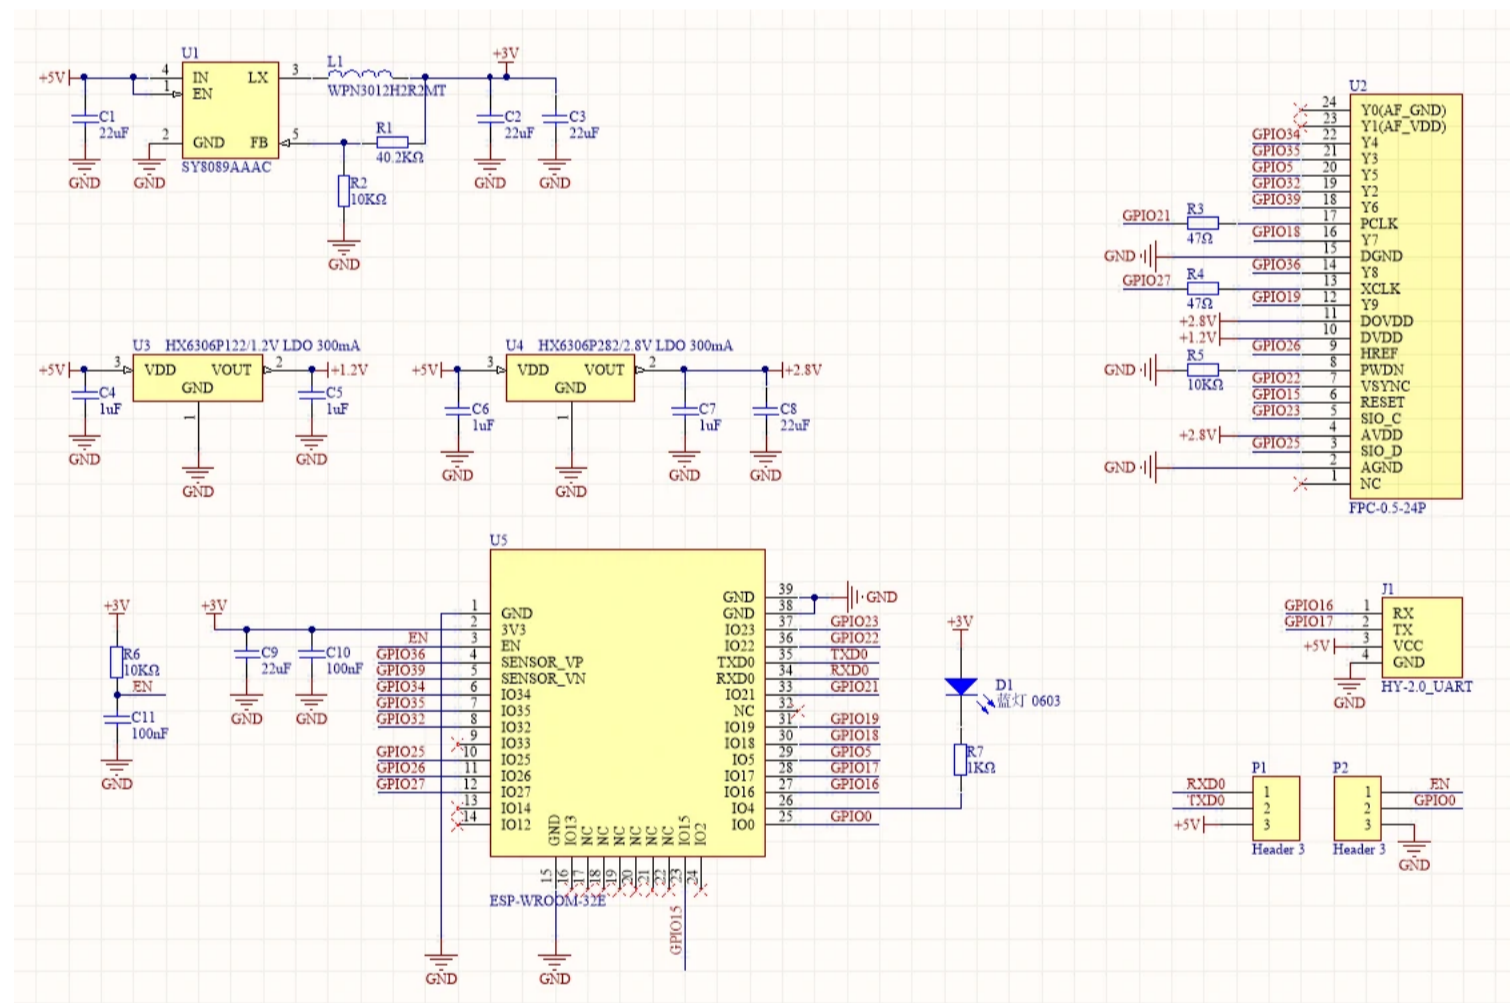 U1
+5V
4
IN
LX
3
1
EN
2
GND
FB
5
SY8089AAAC
L1
WPN3012H2R2MT
+3V
C1
22uF
GND
GND
R1
40.2KΩ
R2
10KΩ
GND
C2
22uF
GND
C3
22uF
GND
U3
HX6306P122/1.2V LDO 300mA
+5V
3
VDD
VOUT
2
+1.2V
GND
1
C4
1uF
GND
GND
C5
1uF
GND
U4
HX6306P282/2.8V LDO 300mA
+5V
3
VDD
VOUT
2
+2.8V
GND
1
C6
1uF
GND
GND
C7
1uF
GND
C8
22uF
GND
U2
24 Y0(AF_GND)
23 Y1(AF_VDD)
GPIO34 22 Y4
GPIO35 21 Y3
GPIO5 20 Y5
GPIO32 19 Y2
GPIO39 18 Y6
GPIO21 R3 47Ω 17 PCLK
GPIO18 16 Y7
GND 15 DGND
GPIO36 14 Y8
GPIO27 R4 47Ω 13 XCLK
GPIO19 12 Y9
+2.8V 11 DOVDD
+1.2V 10 DVDD
GPIO26 9 HREF
GND R5 10KΩ 8 PWDN
GPIO22 7 VSYNC
GPIO15 6 RESET
GPIO23 5 SIO_C
+2.8V 4 AVDD
GPIO25 3 SIO_D
GND 2 AGND
1 NC
FPC-0.5-24P
+3V
R6
10KΩ
EN
C11
100nF
GND
+3V
C9
22uF
GND
C10
100nF
GND
U5
1 GND
2 3V3
EN 3 EN
GPIO36 4 SENSOR_VP
GPIO39 5 SENSOR_VN
GPIO34 6 IO34
GPIO35 7 IO35
GPIO32 8 IO32
9 IO33
GPIO25 10 IO25
GPIO26 11 IO26
GPIO27 12 IO27
13 IO14
14 IO12
GND 39 GND
GND 38
IO23 37 GPIO23
IO22 36 GPIO22
TXD0 35 TXD0
RXD0 34 RXD0
IO21 33 GPIO21
NC 32
IO19 31 GPIO19
IO18 30 GPIO18
IO5 29 GPIO5
IO17 28 GPIO17
IO16 27 GPIO16
IO4 26
IO0 25 GPIO0
GND 15
IO13 16
NC 17
NC 18
NC 19
NC 20
NC 21
NC 22
IO15 23
IO2 24
ESP-WROOM-32E
GPIO15
GND
GND
+3V
D1
蓝灯 0603
R7
1KΩ
J1
GPIO16 1 RX
GPIO17 2 TX
+5V 3 VCC
4 GND
GND
HY-2.0_UART
P1
RXD0 1
TXD0 2
+5V 3
Header 3
P2
1 EN
2 GPIO0
3
GND
Header 3